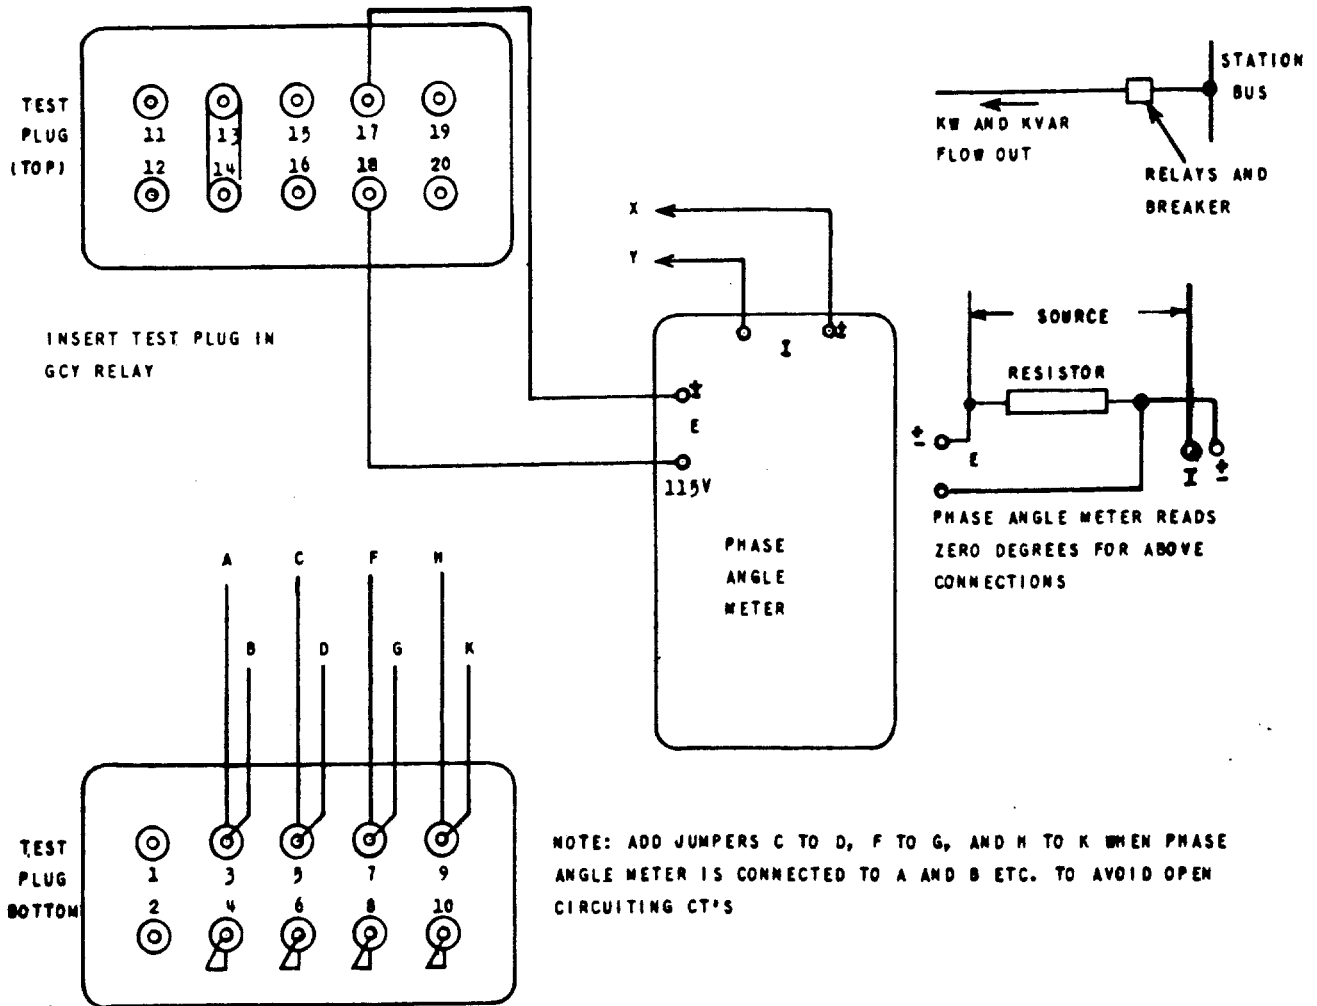 TEST
PLUG
(TOP)
11 13 15 17 19
12 14 16 18 20
INSERT TEST PLUG IN
GCY RELAY
STATION
BUS
KW AND KVAR
FLOW OUT
RELAYS AND
BREAKER
X
Y
I ±
±
E
115V
PHASE
ANGLE
METER
SOURCE
RESISTOR
±
E
I ±
PHASE ANGLE METER READS
ZERO DEGREES FOR ABOVE
CONNECTIONS
A C F H
B D G K
TEST
PLUG
BOTTOM
1 3 5 7 9
2 4 6 8 10
NOTE: ADD JUMPERS C TO D, F TO G, AND H TO K WHEN PHASE
ANGLE METER IS CONNECTED TO A AND B ETC. TO AVOID OPEN
CIRCUITING CT'S